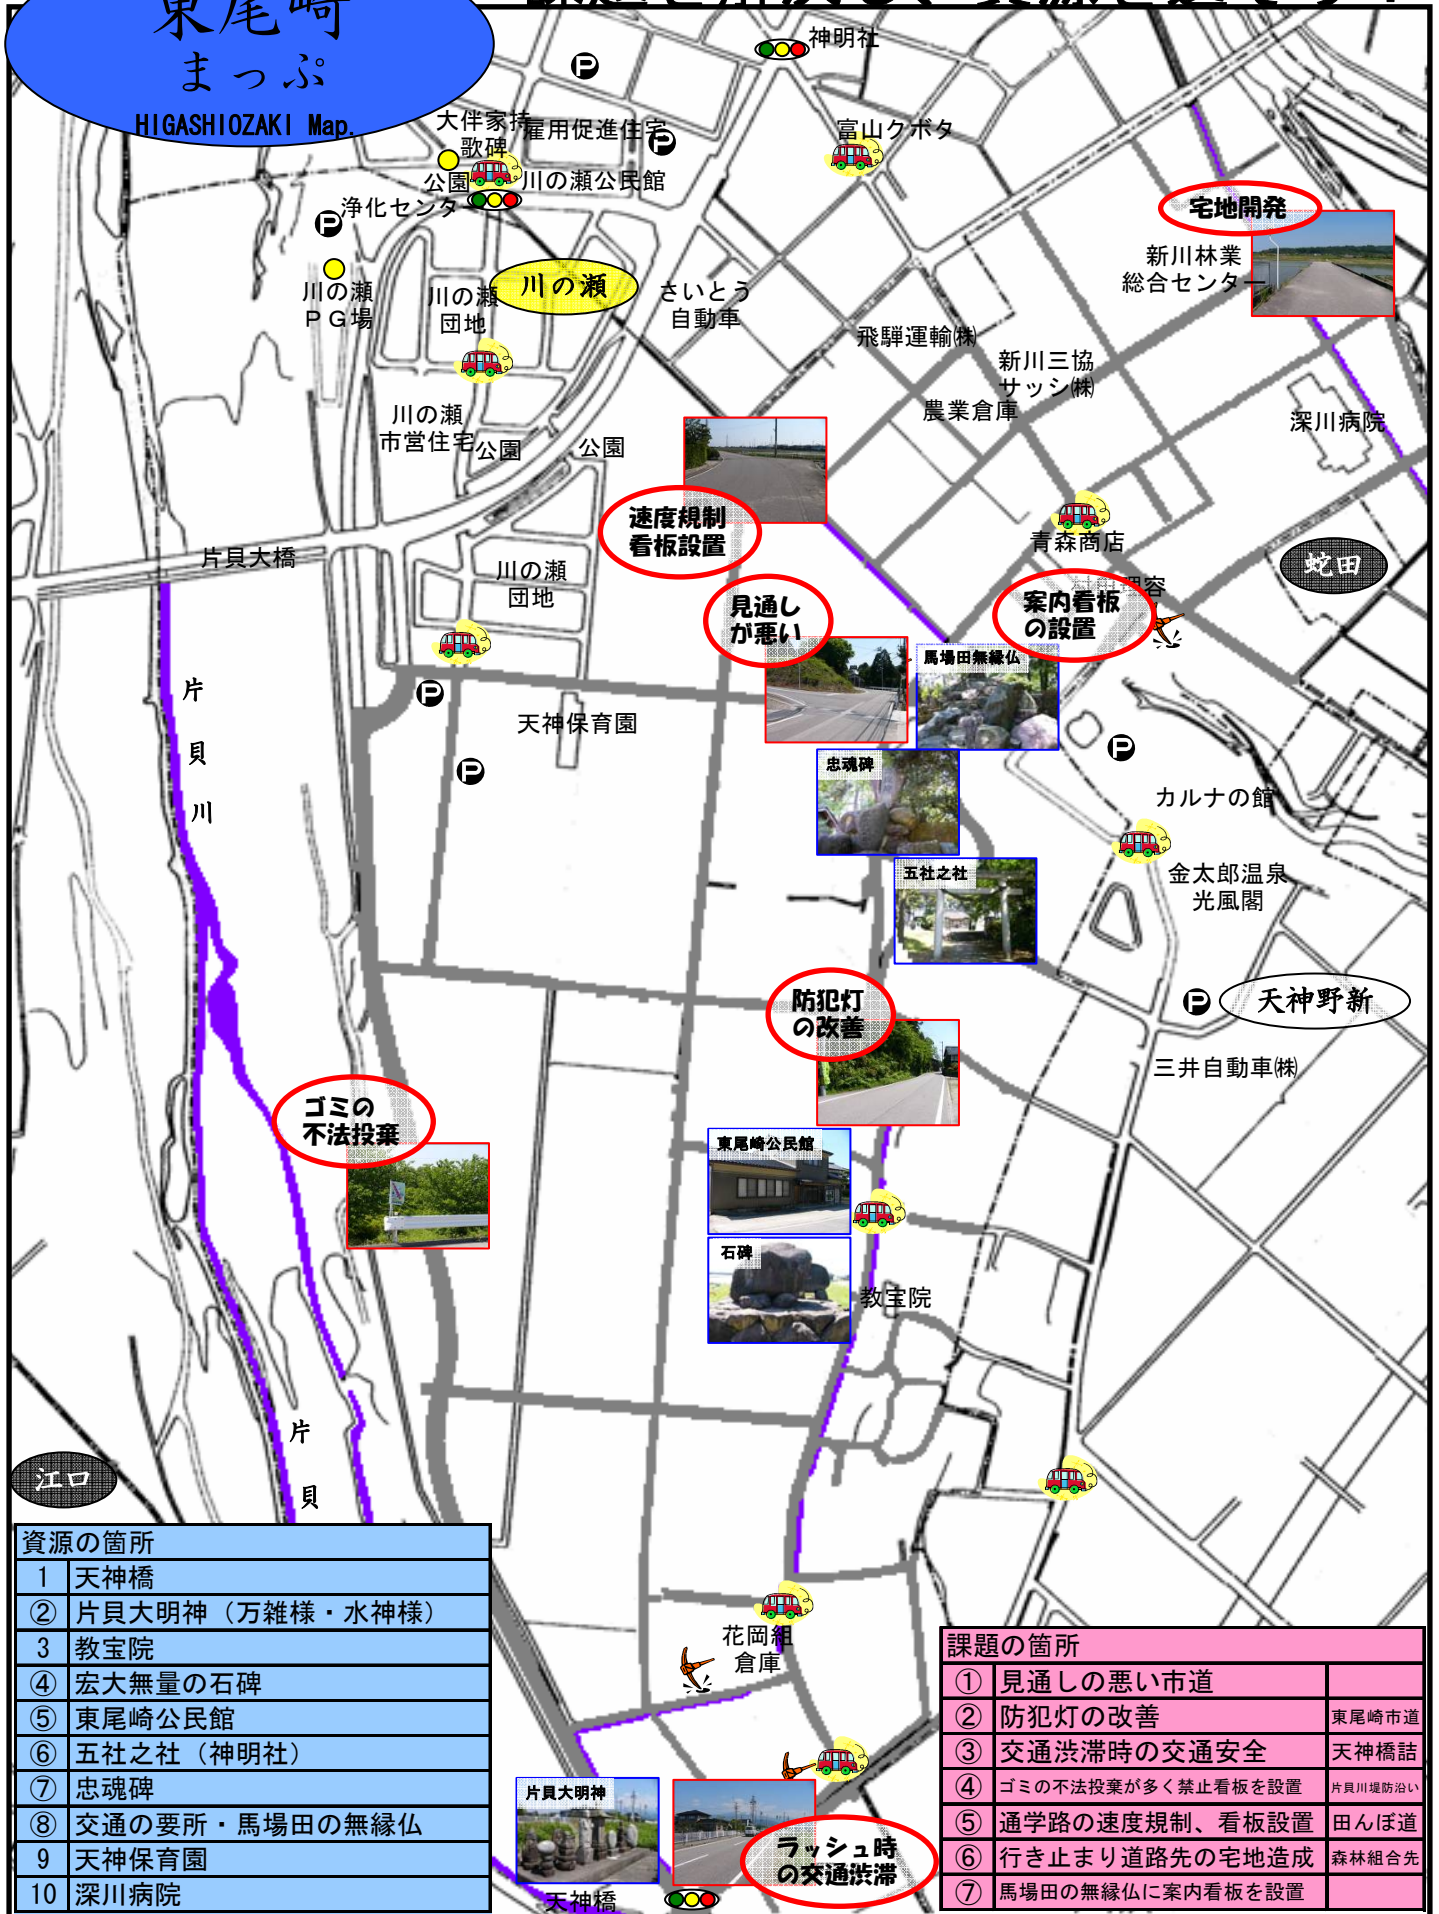 東尾崎
まっぷ
HIGASHIOZAKI Map.
神明社
大伴家持
歌碑
雇用促進住宅
富山クボタ
公園
川の瀬公民館
浄化センター
宅地開発
新川林業
総合センター
川の瀬
PG場
川の瀬
団地
川の瀬
さいとう
自動車
飛騨運輸㈱
新川三協
サッシ㈱
農業倉庫
深川病院
川の瀬
市営住宅
公園
公園
速度規制
看板設置
青森商店
片貝大橋
川の瀬
団地
蛇田
見通し
が悪い
案内看板
の設置
馬場田無縁仏
片
貝
川
天神保育園
忠魂碑
カルナの館
五社之社
金太郎温泉
光風閣
防犯灯
の改善
天神野新
三井自動車㈱
ゴミの
不法投棄
東尾崎公民館
石碑
教宝院
片
貝
江口
資源の箇所
1 天神橋
② 片貝大明神（万雑様・水神様）
3 教宝院
④ 宏大無量の石碑
⑤ 東尾崎公民館
⑥ 五社之社（神明社）
⑦ 忠魂碑
⑧ 交通の要所・馬場田の無縁仏
9 天神保育園
10 深川病院
花岡組
倉庫
片貝大明神
ラッシュ時
の交通渋滞
天神橋
課題の箇所
① 見通しの悪い市道
② 防犯灯の改善 東尾崎市道
③ 交通渋滞時の交通安全 天神橋詰
④ ゴミの不法投棄が多く禁止看板を設置 片貝川堤防沿い
⑤ 通学路の速度規制、看板設置 田んぼ道
⑥ 行き止まり道路先の宅地造成 森林組合先
⑦ 馬場田の無縁仏に案内看板を設置